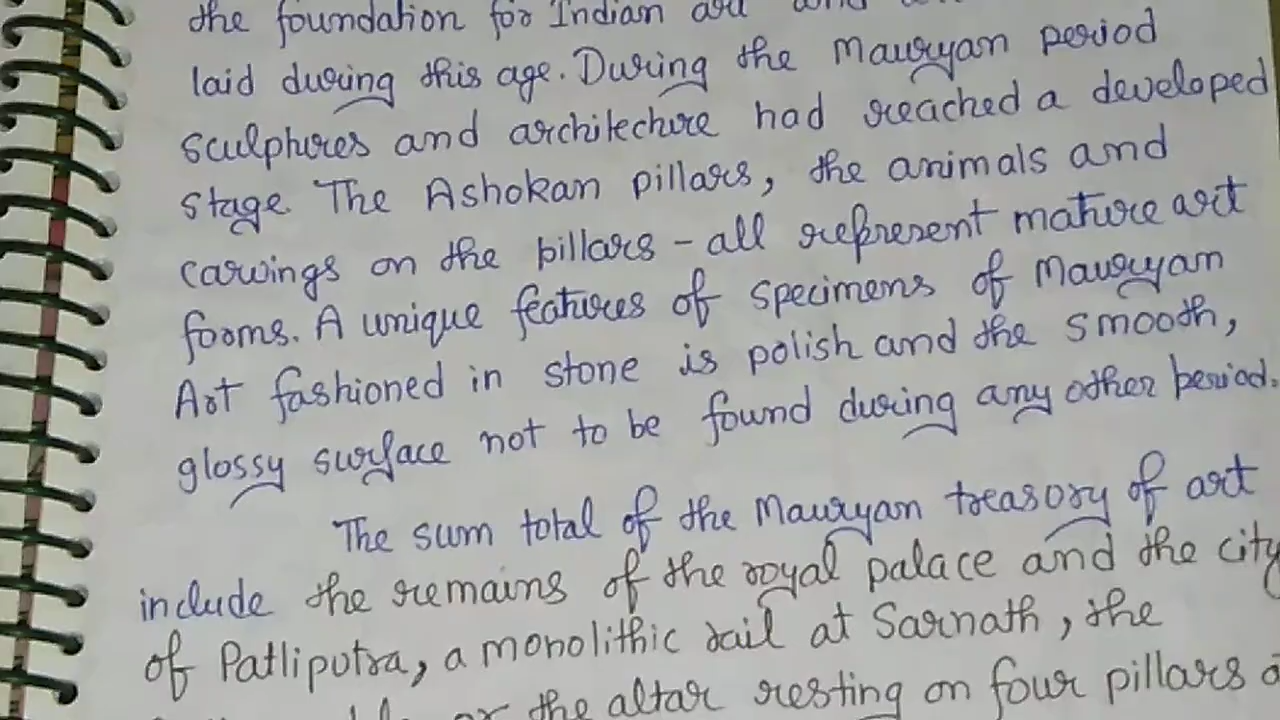 the foundation for Indian art and
laid during this age. During the Mauryan period
sculptures and architecture had reached a developed
stage. The Ashokan pillars, the animals and
carvings on the pillars - all represent mature art
forms. A unique features of specimens of Mauryan
Art fashioned in stone is polish and the smooth,
glossy surface not to be found during any other period.
The sum total of the Mauryan treasory of art
include the remains of the royal palace and the city
of Patliputra, a monolithic rail at Sarnath, the
or the altar resting on four pillars